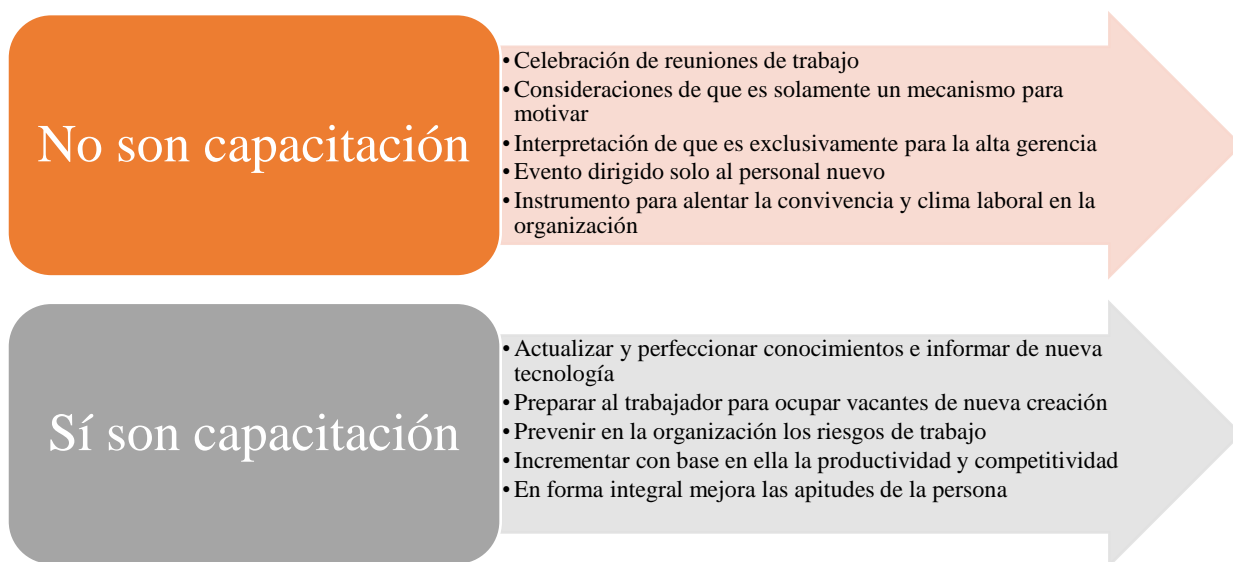 No son capacitación
• Celebración de reuniones de trabajo
• Consideraciones de que es solamente un mecanismo para
motivar
• Interpretación de que es exclusivamente para la alta gerencia
• Evento dirigido solo al personal nuevo
• Instrumento para alentar la convivencia y clima laboral en la
organización
Sí son capacitación
• Actualizar y perfeccionar conocimientos e informar de nueva
tecnología
• Preparar al trabajador para ocupar vacantes de nueva creación
• Prevenir en la organización los riesgos de trabajo
• Incrementar con base en ella la productividad y competitividad
• En forma integral mejora las apitudes de la persona